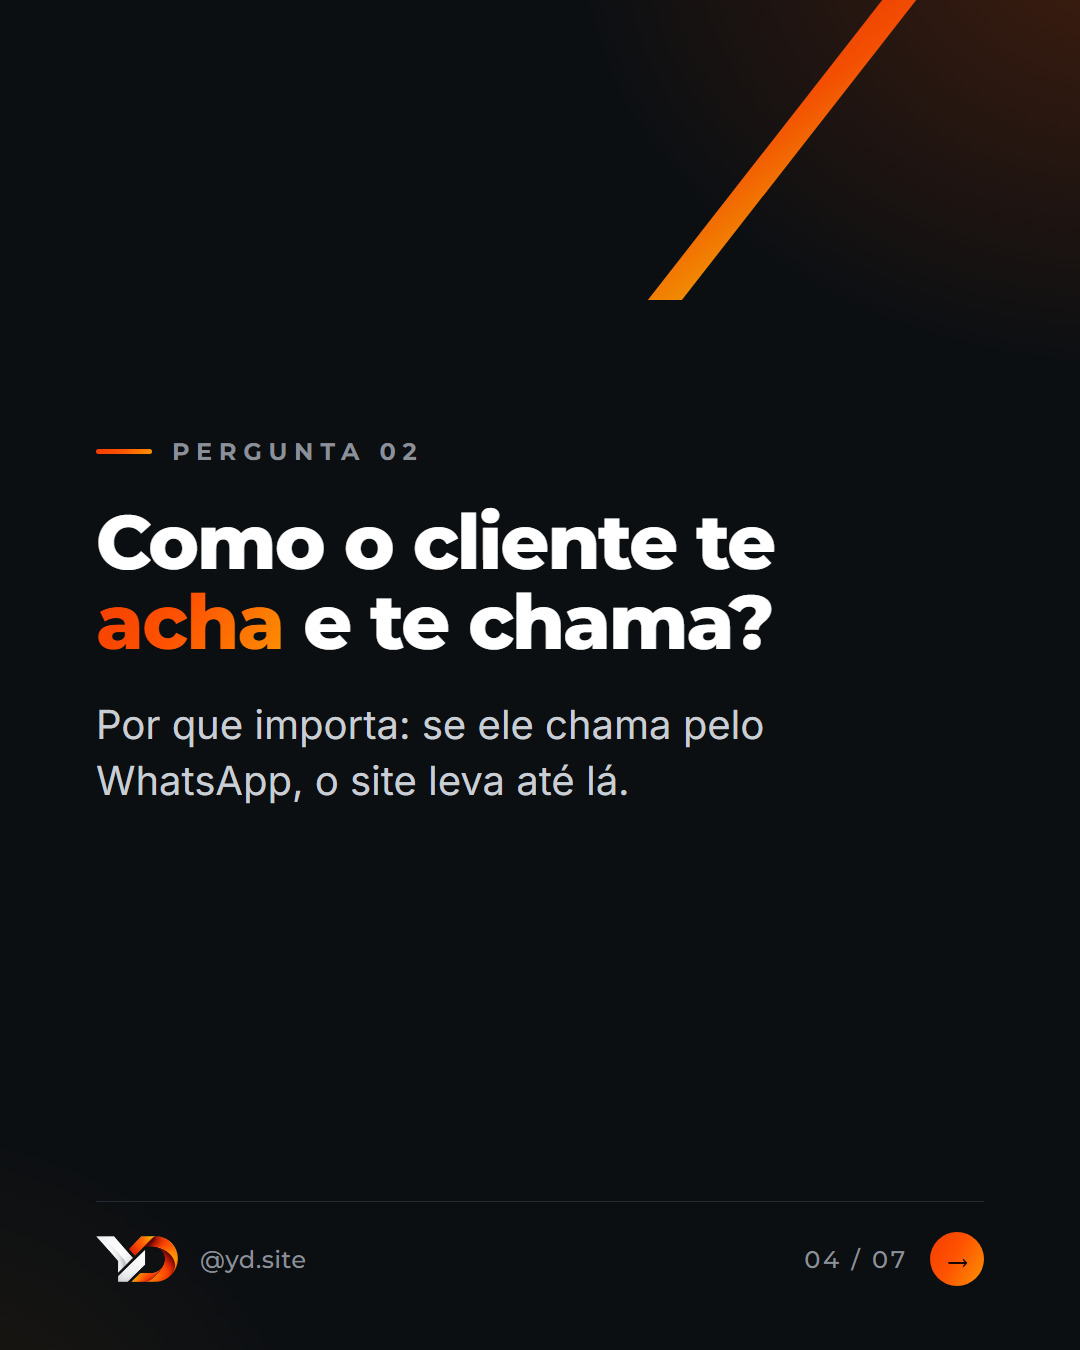 PERGUNTA 02
Como o cliente te
acha e te chama?
Por que importa: se ele chama pelo
WhatsApp, o site leva até lá.
YD @yd.site 04 / 07 →